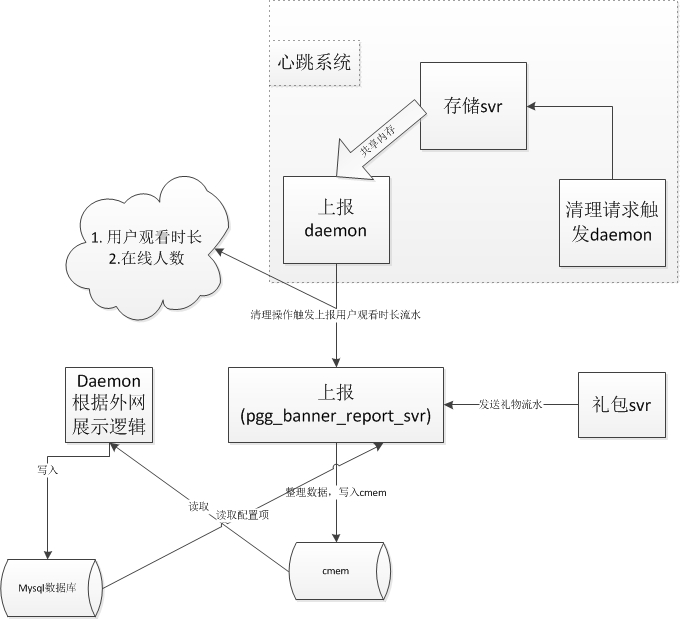 心跳系统
存储svr
共享内存
上报
daemon
清理请求触
发daemon
1. 用户观看时长
2.在线人数
清理操作触发上报用户观看时长流水
Daemon
根据外网
展示逻辑
上报
(pgg_banner_report_svr)
发送礼物流水
礼包svr
写入
整理数据，写入cmem
读取
读取配置项
Mysql数据库
cmem